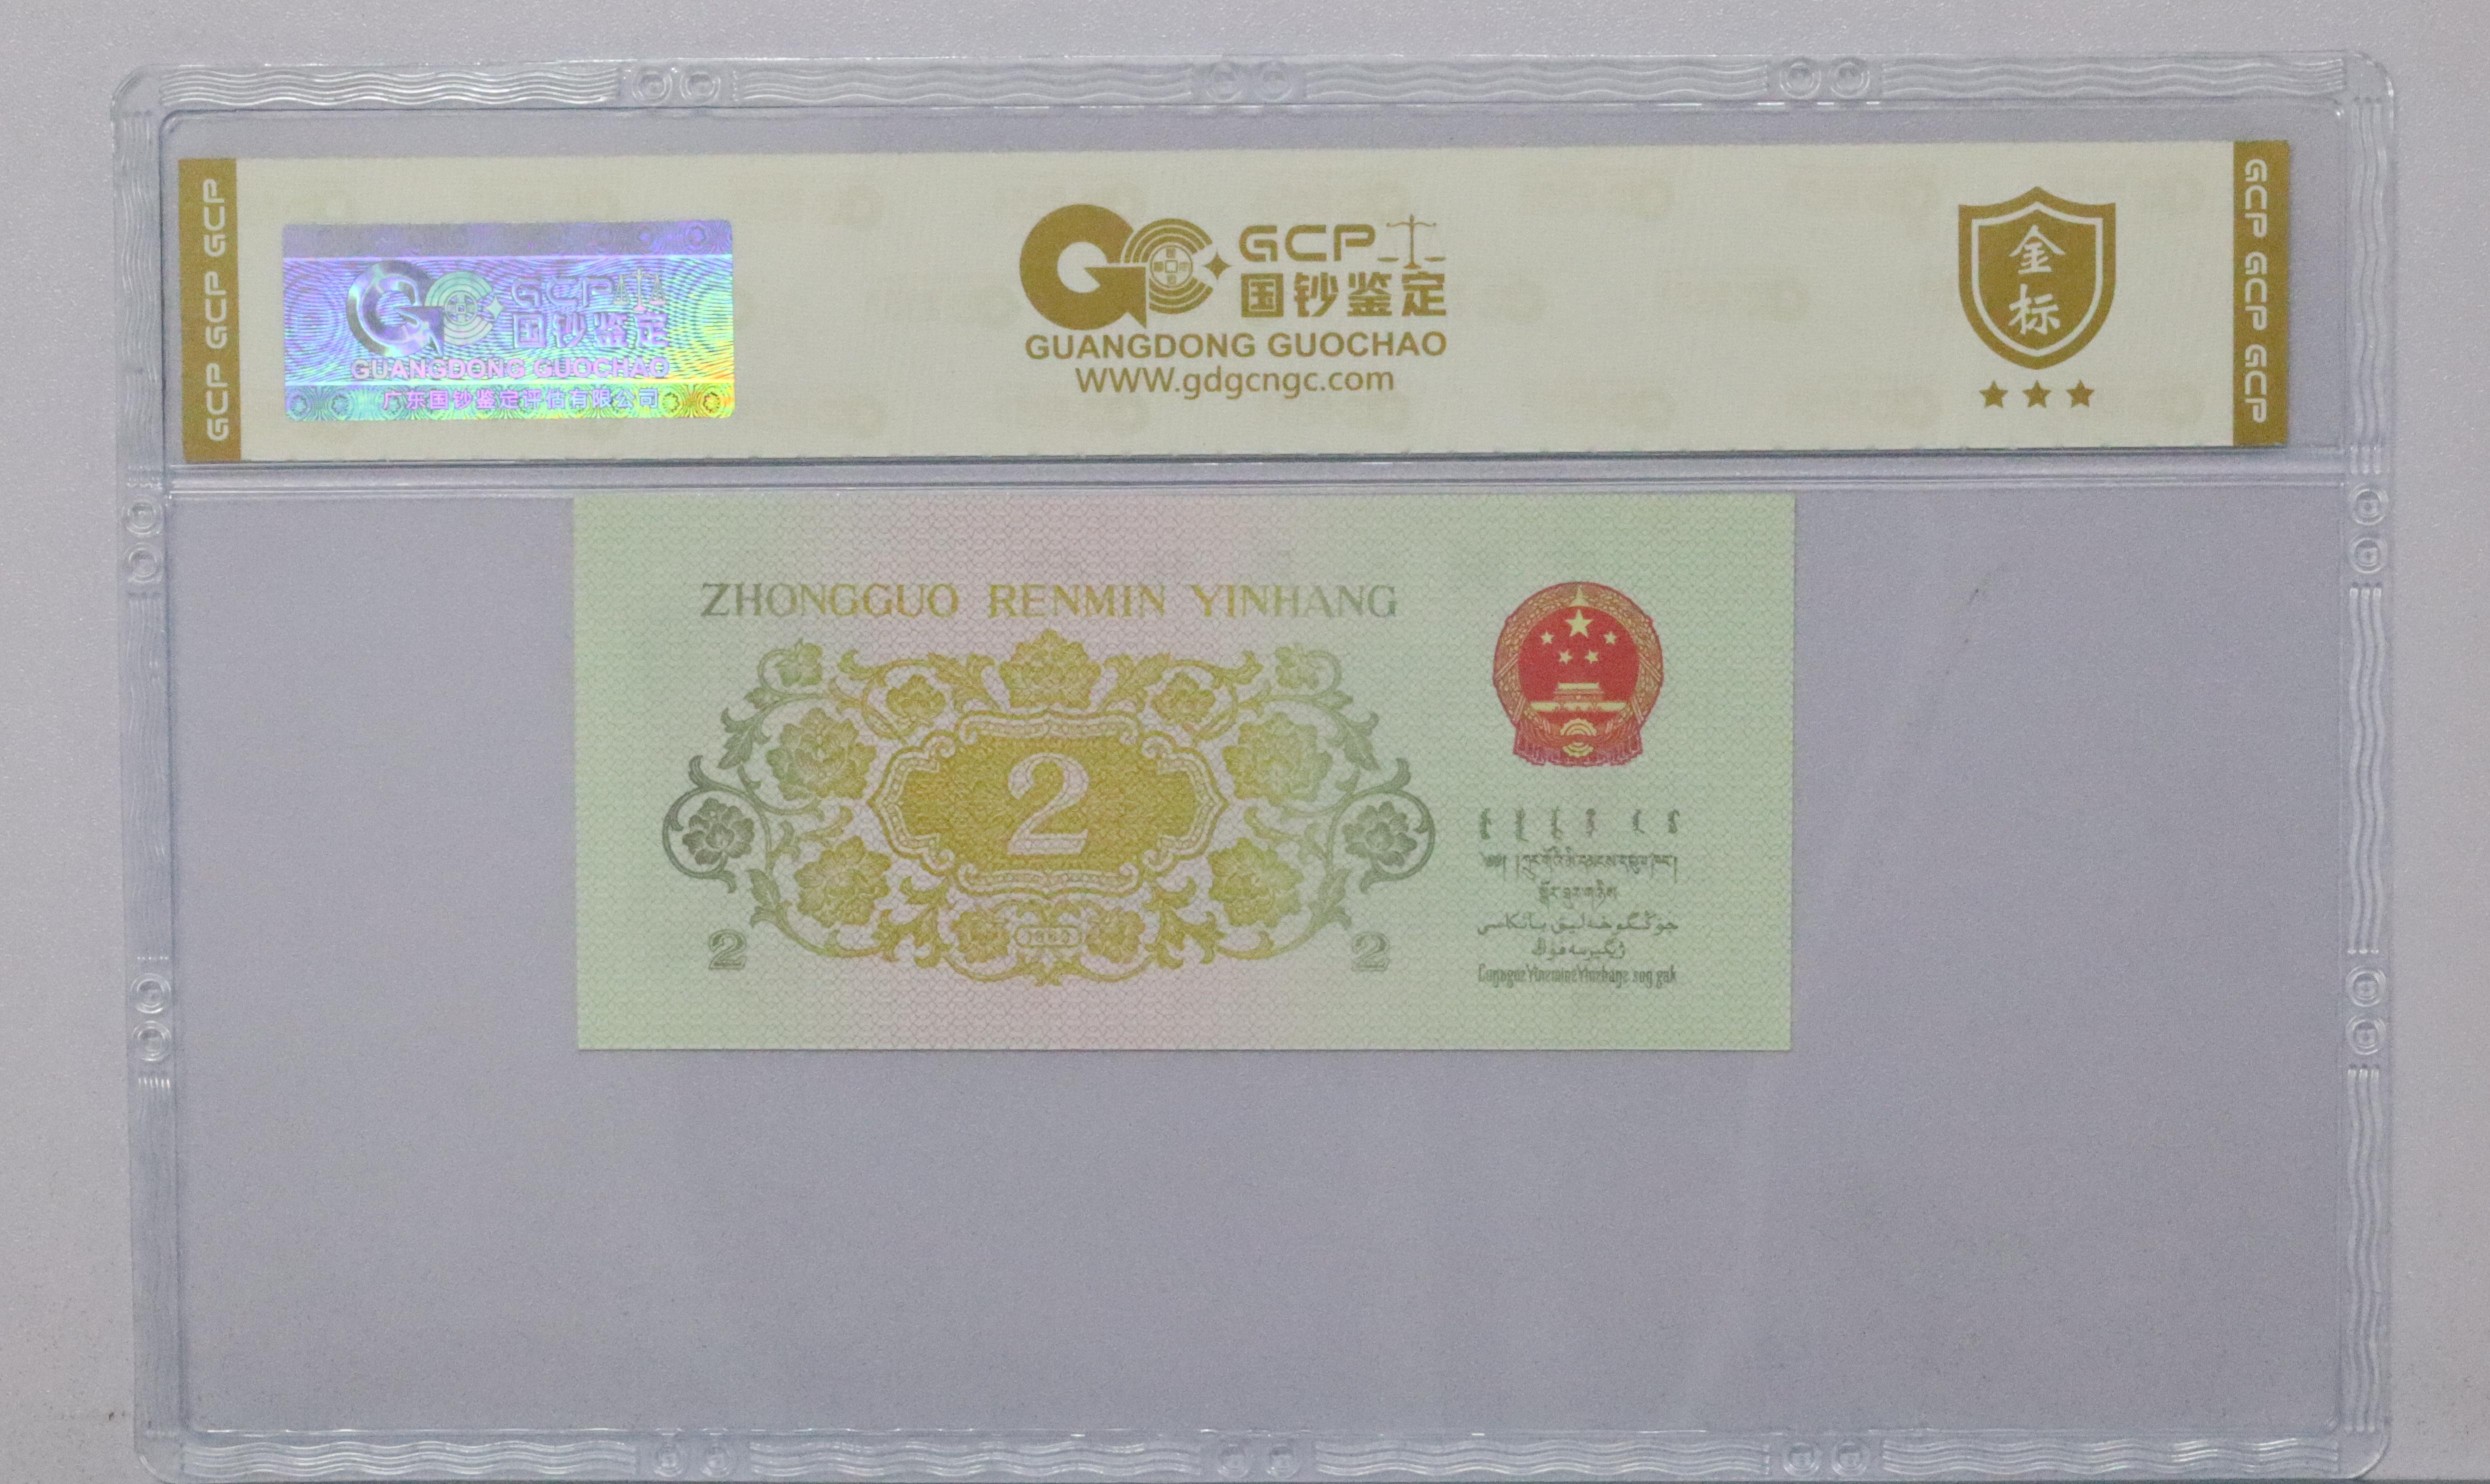 GCP GCP GCP
GCP
国钞鉴定
GUANGDONG GUOCHAO
广东国钞鉴定评估有限公司
GCP
国钞鉴定
GUANGDONG GUOCHAO
WWW.gdgcngc.com
金
标
GCP GCP GCP
ZHONGGUO RENMIN YINHANG
2
2
2